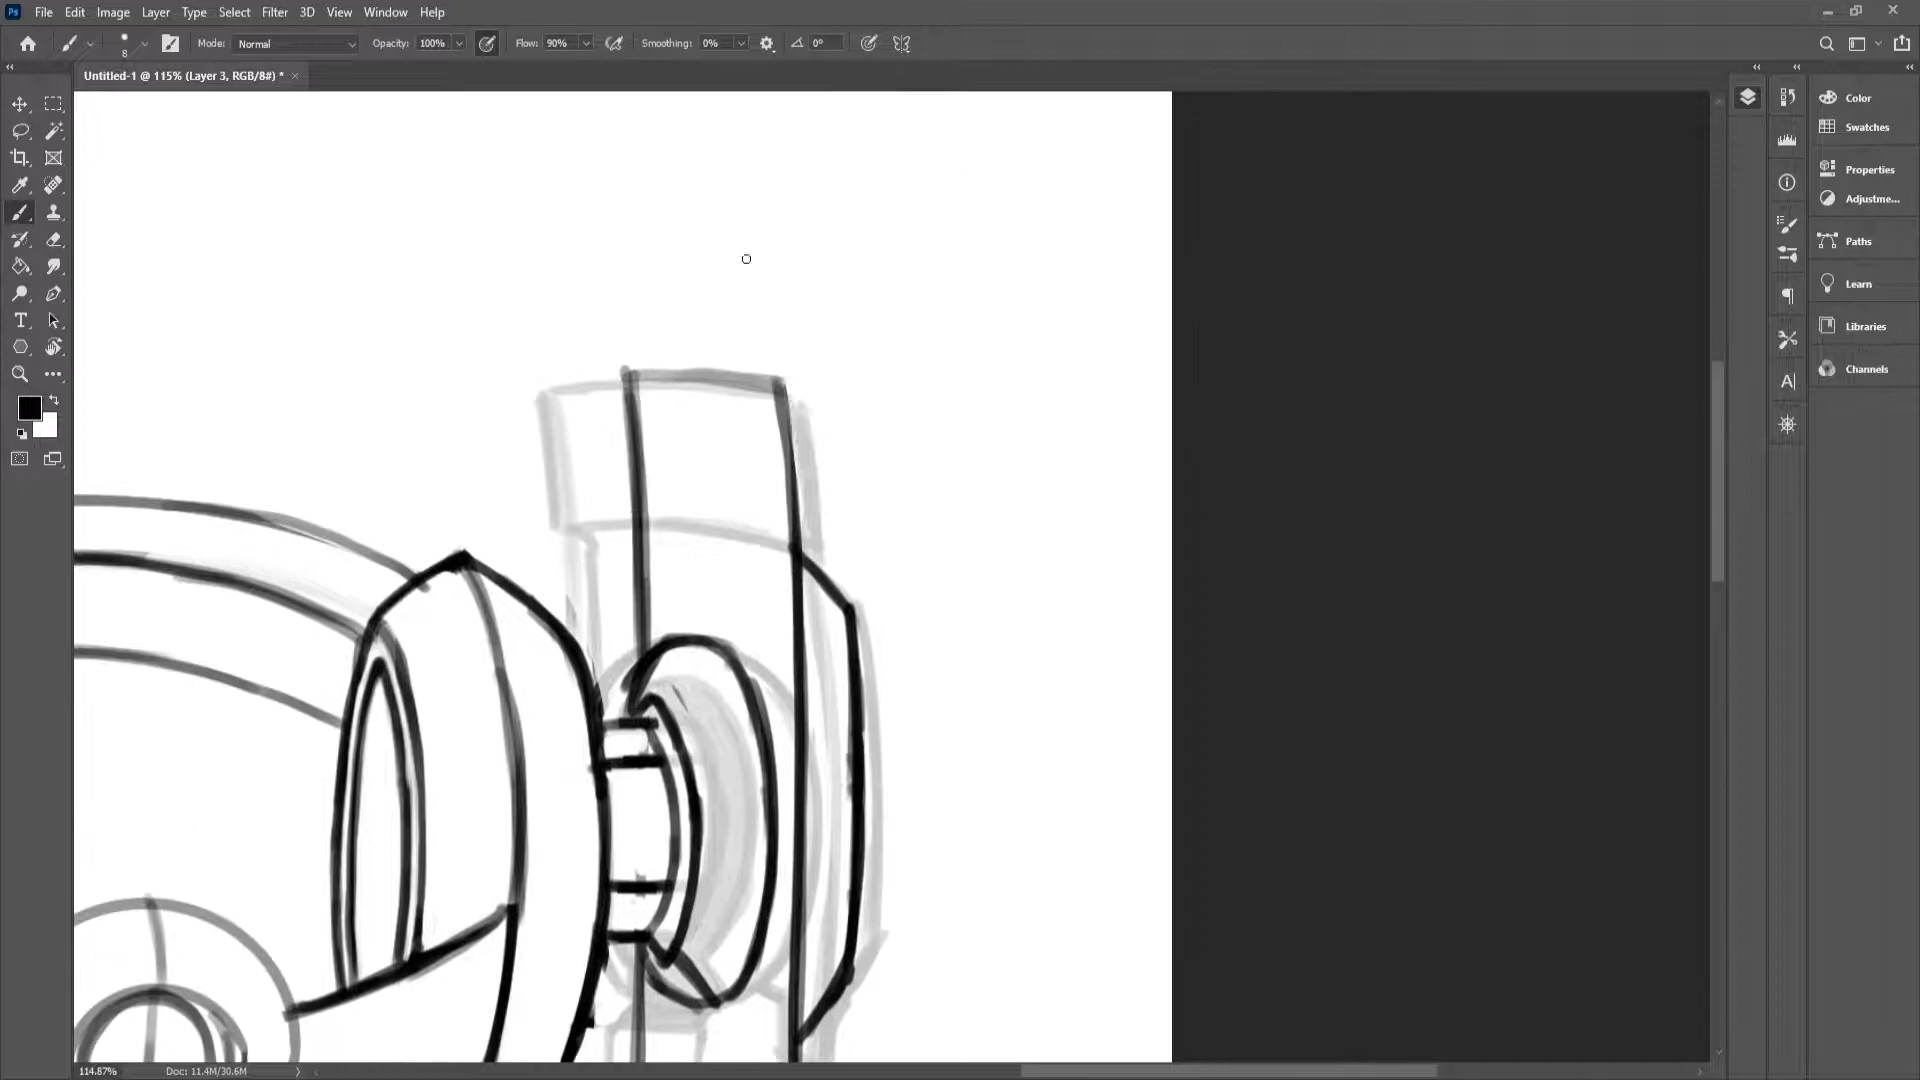 Ps File Edit Image Layer Type Select Filter 3D View Window Help
8 Mode: Normal Opacity: 100% Flow: 90% Smoothing: 0% 0°
Untitled-1 @ 115% (Layer 3, RGB/8#) * ×
Color
Swatches
Properties
Adjustme...
Paths
Learn
Libraries
Channels
114.87% Doc: 11.4M/30.6M